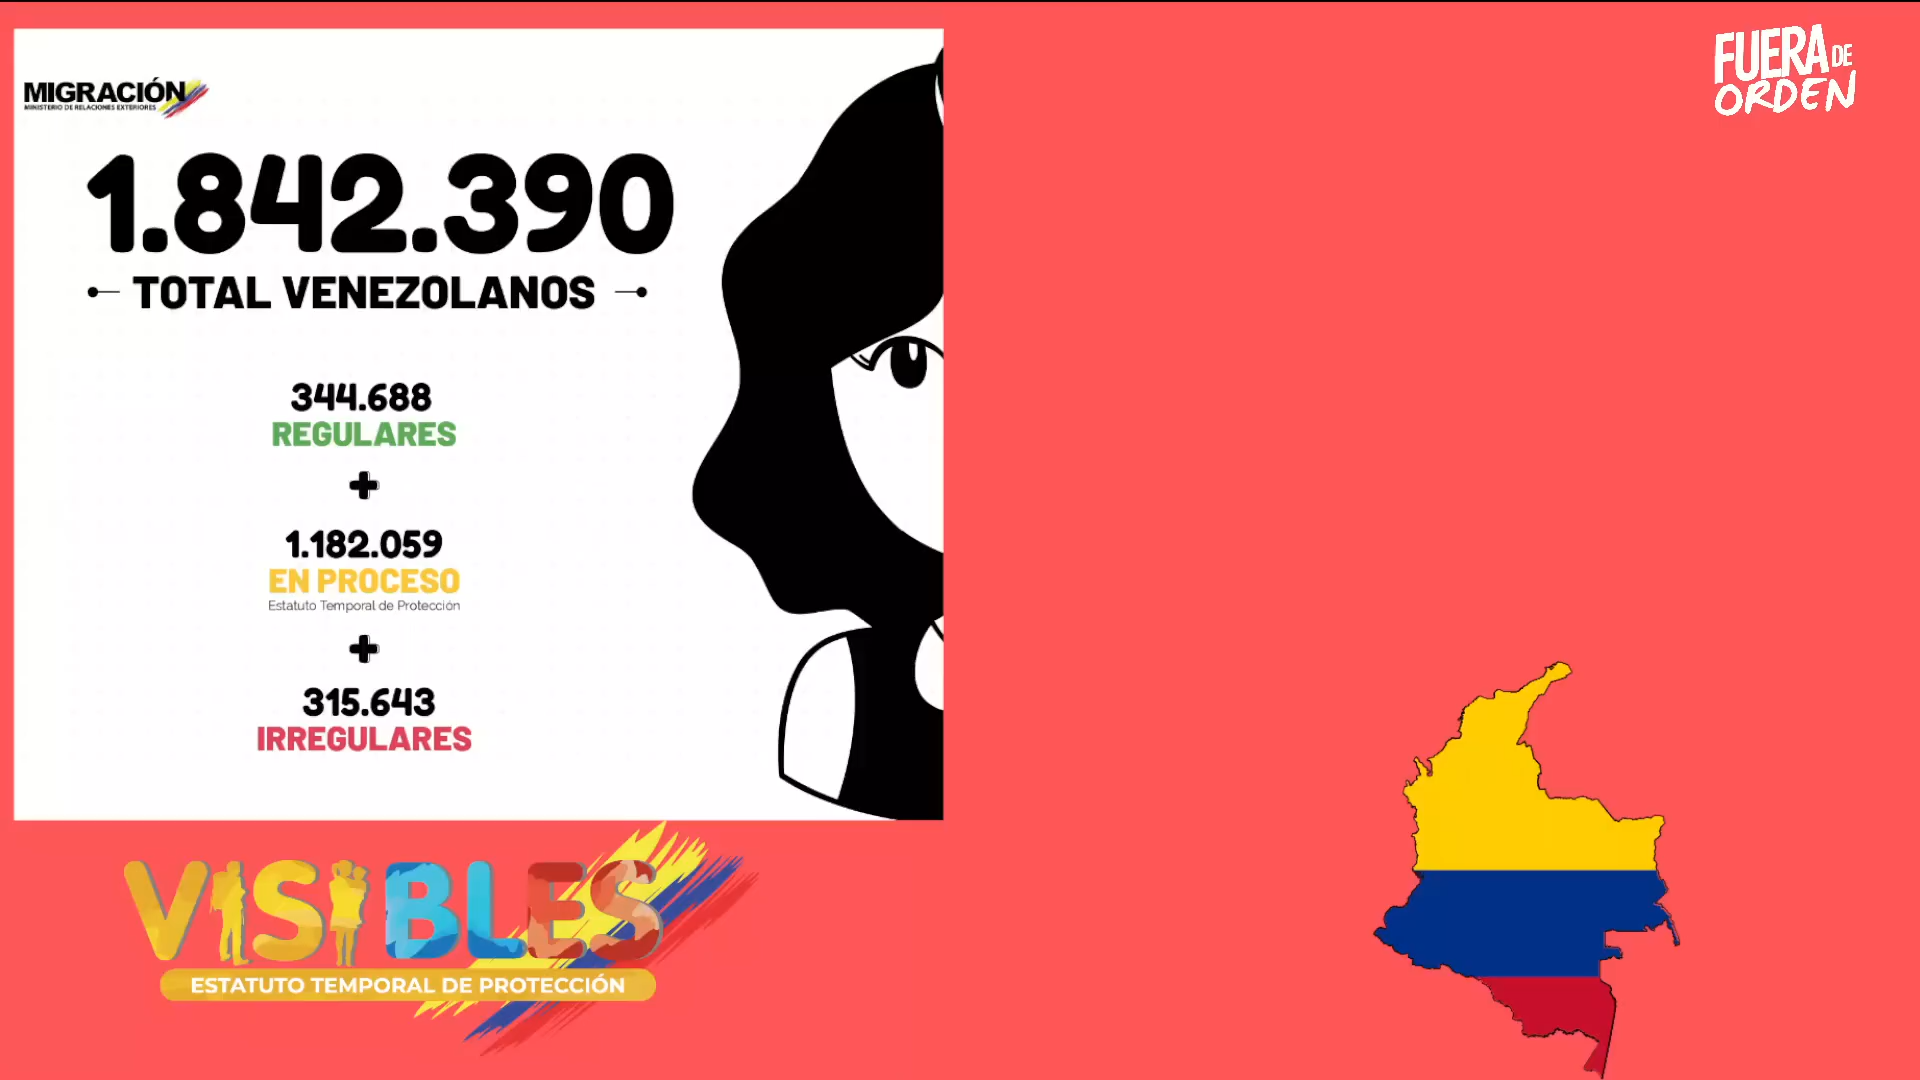 MIGRACIÓN
MINISTERIO DE RELACIONES EXTERIORES
1.842.390
TOTAL VENEZOLANOS
344.688
REGULARES
+
1.182.059
EN PROCESO
Estatuto Temporal de Protección
+
315.643
IRREGULARES
VISIBLES
ESTATUTO TEMPORAL DE PROTECCIÓN
FUERA DE
ORDEN